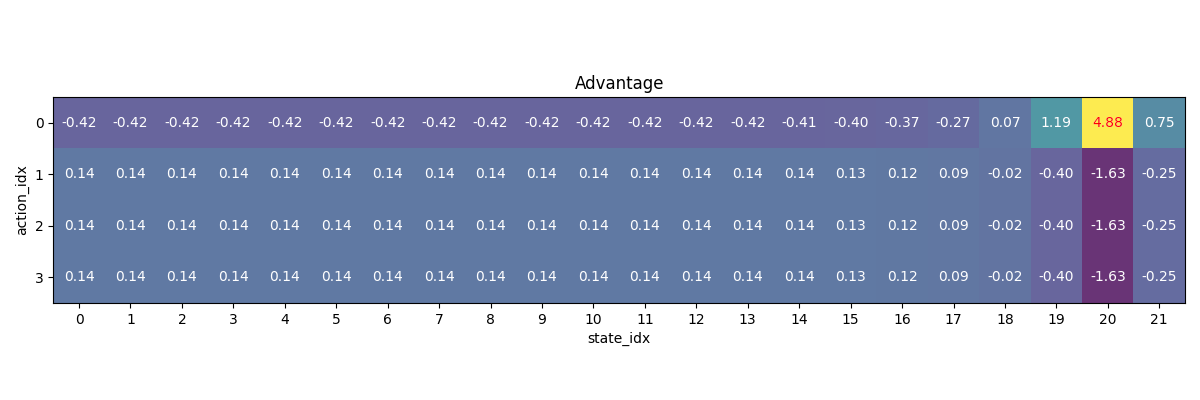 Advantage
0 -0.42 -0.42 -0.42 -0.42 -0.42 -0.42 -0.42 -0.42 -0.42 -0.42 -0.42 -0.42 -0.42 -0.42 -0.41 -0.40 -0.37 -0.27 0.07 1.19 4.88 0.75
1 0.14 0.14 0.14 0.14 0.14 0.14 0.14 0.14 0.14 0.14 0.14 0.14 0.14 0.14 0.14 0.13 0.12 0.09 -0.02 -0.40 -1.63 -0.25
2 0.14 0.14 0.14 0.14 0.14 0.14 0.14 0.14 0.14 0.14 0.14 0.14 0.14 0.14 0.14 0.13 0.12 0.09 -0.02 -0.40 -1.63 -0.25
3 0.14 0.14 0.14 0.14 0.14 0.14 0.14 0.14 0.14 0.14 0.14 0.14 0.14 0.14 0.14 0.13 0.12 0.09 -0.02 -0.40 -1.63 -0.25
action_idx
0 1 2 3 4 5 6 7 8 9 10 11 12 13 14 15 16 17 18 19 20 21
state_idx